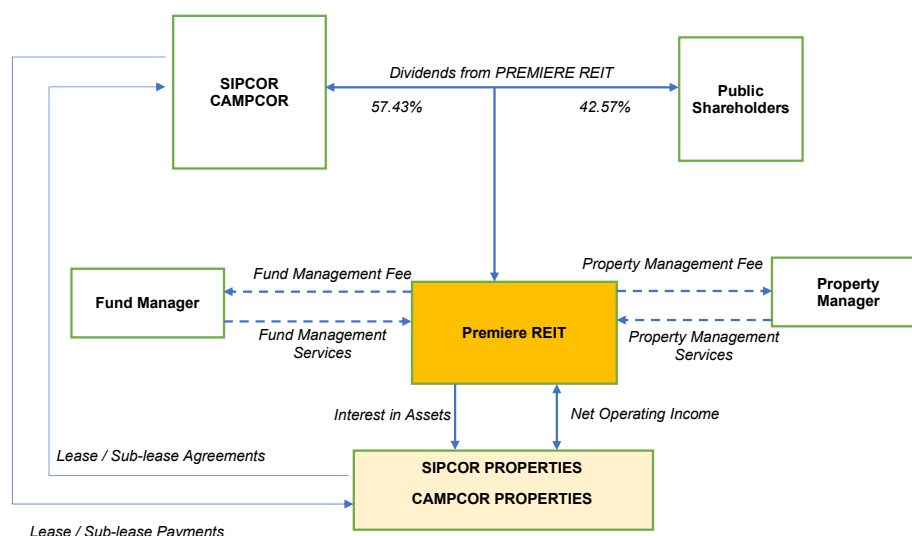 SIPCOR
CAMPCOR
Dividends from PREMIERE REIT
57.43%
42.57%
Public
Shareholders
Fund Manager
Fund Management Fee
Fund Management
Services
Premiere REIT
Property Management Fee
Property Management
Services
Property
Manager
Interest in Assets
Net Operating Income
Lease / Sub-lease Agreements
SIPCOR PROPERTIES
CAMPCOR PROPERTIES
Lease / Sub-lease Payments